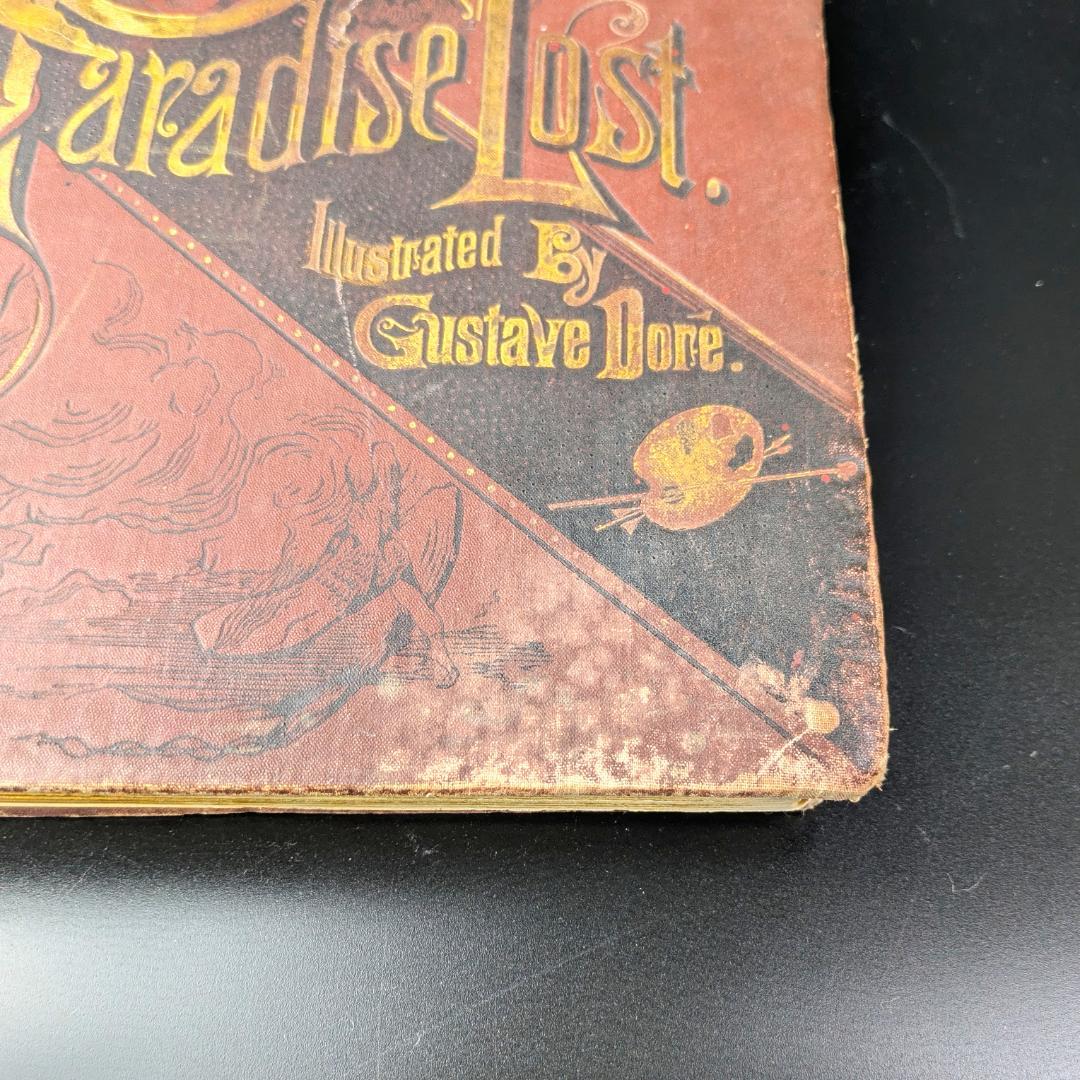 Paradise Lost.
Illustrated By
Gustave Doré.